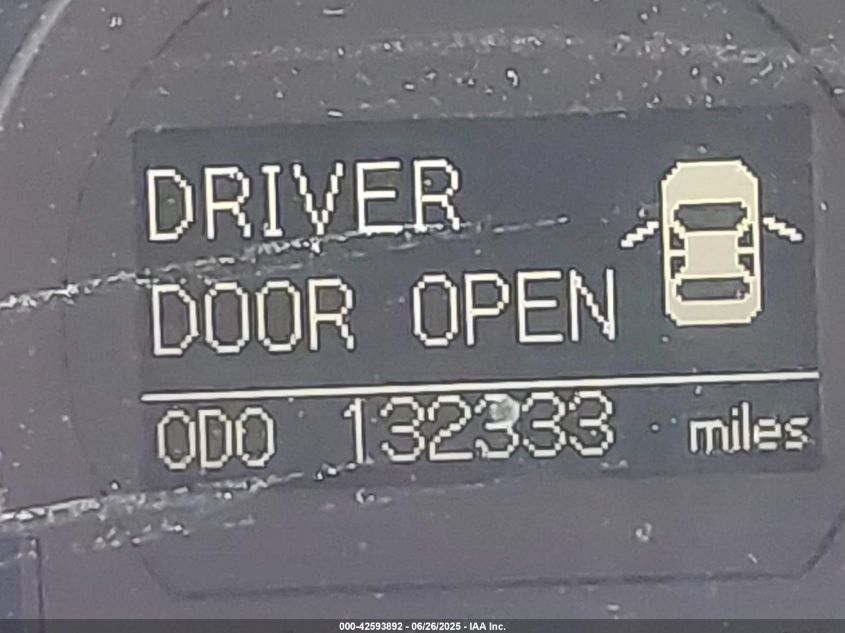 DRIVER
DOOR OPEN
ODO 132333 miles
000-42593892 - 06/26/2025 - IAA Inc.